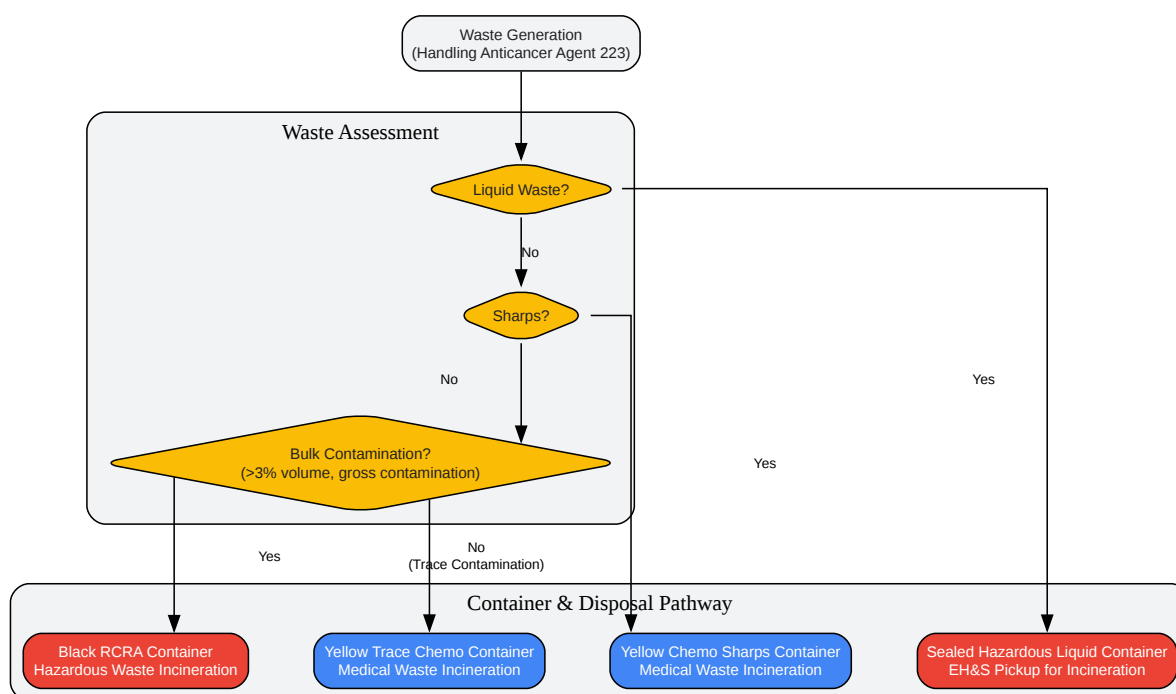 Waste Generation
(Handling Anticancer Agent 223)
Waste Assessment
Liquid Waste?
No
Sharps?
No
Yes
Bulk Contamination?
(>3% volume, gross contamination)
Yes
Yes
No
(Trace Contamination)
Container & Disposal Pathway
Black RCRA Container
Hazardous Waste Incineration
Yellow Trace Chemo Container
Medical Waste Incineration
Yellow Chemo Sharps Container
Medical Waste Incineration
Sealed Hazardous Liquid Container
EH&S Pickup for Incineration